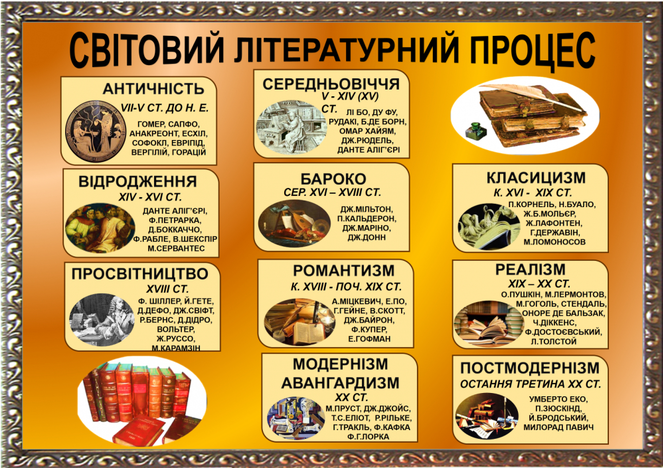 СВІТОВИЙ ЛІТЕРАТУРНИЙ ПРОЦЕС
АНТИЧНІСТЬ
VII-V СТ. ДО Н. Е.
ГОМЕР, САПФО,
АНАКРЕОНТ, ЕСХІЛ,
СОФОКЛ, ЕВРІПІД,
ВЕРГІЛІЙ, ГОРАЦІЙ
СЕРЕДНЬОВІЧЧЯ
V - XIV (XV)
СТ.
ЛІ БО, ДУ ФУ,
РУДАКІ, Б.ДЕ БОРН,
ОМАР ХАЙЯМ,
ДЖ.РЮДЕЛЬ,
ДАНТЕ АЛІГ'ЄРІ
ВІДРОДЖЕННЯ
XIV - XVI СТ.
ДАНТЕ АЛІГ'ЄРІ,
Ф.ПЕТРАРКА,
Д.БОКАЧЧО,
Ф.РАБЛЕ, В.ШЕКСПІР
М.СЕРВАНТЕС
БАРОКО
СЕР. XVI – XVIII СТ.
ДЖ.МІЛЬТОН,
П.КАЛЬДЕРОН,
ДЖ.МАРІНО,
ДЖ.ДОНН
КЛАСИЦИЗМ
К. XVI - XIX СТ.
П.КОРНЕЛЬ, Н.БУАЛО,
Ж.Б.МОЛЬЄР,
Ж.ЛАФОНТЕН,
Г.ДЕРЖАВІН,
М.ЛОМОНОСОВ
ПРОСВІТНИЦТВО
XVIII СТ.
Ф. ШІЛЛЕР, Й.ГЕТЕ,
Д.ДЕФО, ДЖ.СВІФТ,
Р.БЕРНС, Д.ДІДРО,
ВОЛЬТЕР,
Ж.РУССО,
М.КАРАМЗІН
РОМАНТИЗМ
К. XVIII - ПОЧ. XIX СТ.
А.МІЦКЕВИЧ, Е.ПО,
Г.ГЕЙНЕ, В.СКОТТ,
ДЖ.БАЙРОН,
Ф.КУПЕР,
Е.ГОФМАН
РЕАЛІЗМ
XIX – XX СТ.
О.ПУШКІН, М.ЛЕРМОНТОВ,
М.ГОГОЛЬ, СТЕНДАЛЬ,
ОНОРЕ ДЕ БАЛЬЗАК,
Ч.ДІККЕНС,
Ф.ДОСТОЄВСЬКИЙ,
Л.ТОЛСТОЙ
МОДЕРНІЗМ
АВАНГАРДИЗМ
XX СТ.
М.ПРУСТ, ДЖ.ДЖОЙС,
Т.С.ЕЛІОТ, Р.РІЛЬКЕ,
Г.ТРАКЛЬ, Ф.КАФКА
Ф.Г.ЛОРКА
ПОСТМОДЕРНІЗМ
ОСТАННЯ ТРЕТИНА XX СТ.
УМБЕРТО ЕКО,
П.ЗЮСКІНД,
Й.БРОДСЬКИЙ,
МИЛОРАД ПАВИЧ